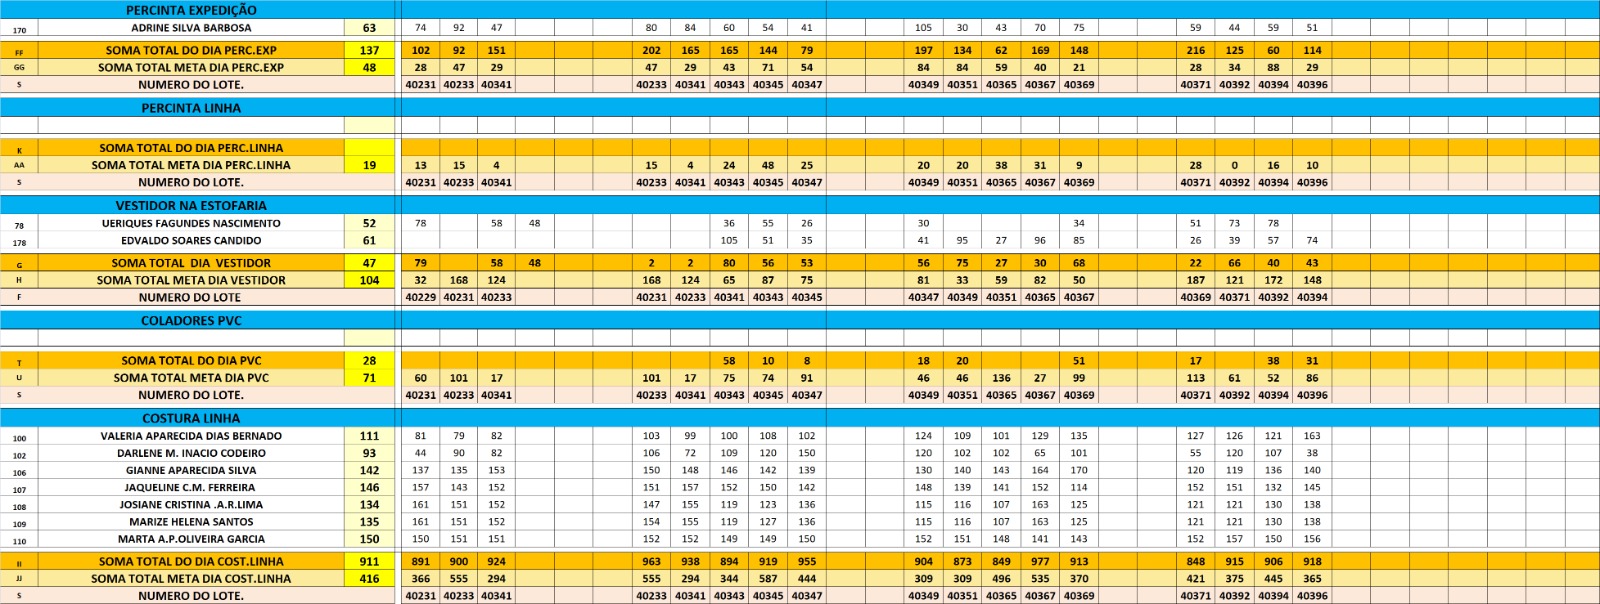 PERCINTA EXPEDIÇÃO
170 ADRINE SILVA BARBOSA 63 74 92 47 80 84 60 54 41 105 30 43 70 75 59 44 59 51
FF SOMA TOTAL DO DIA PERC.EXP 137 102 92 151 202 165 165 144 79 197 134 62 169 148 216 125 60 114
GG SOMA TOTAL META DIA PERC.EXP 48 28 47 29 47 29 43 71 54 84 84 59 40 21 28 34 88 29
S NUMERO DO LOTE. 40231 40233 40341 40233 40341 40343 40345 40347 40349 40351 40365 40367 40369 40371 40392 40394 40396
PERCINTA LINHA
K SOMA TOTAL DO DIA PERC.LINHA
AA SOMA TOTAL META DIA PERC.LINHA 19 13 15 4 15 4 24 48 25 20 20 38 31 9 28 0 16 10
S NUMERO DO LOTE. 40231 40233 40341 40233 40341 40343 40345 40347 40349 40351 40365 40367 40369 40371 40392 40394 40396
VESTIDOR NA ESTOFARIA
78 UERIQUES FAGUNDES NASCIMENTO 52 78 58 48 36 55 26 30 34 51 73 78
178 EDVALDO SOARES CANDIDO 61 105 51 35 41 95 27 96 85 26 39 57 74
G SOMA TOTAL DIA VESTIDOR 47 79 58 48 2 2 80 56 53 56 75 27 30 68 22 66 40 43
H SOMA TOTAL META DIA VESTIDOR 104 32 168 124 168 124 65 87 75 81 33 59 82 50 187 121 172 148
F NUMERO DO LOTE 40229 40231 40233 40231 40233 40341 40343 40345 40347 40349 40351 40365 40367 40369 40371 40392 40394
COLADORES PVC
T SOMA TOTAL DO DIA PVC 28 58 10 8 18 20 51 17 38 31
U SOMA TOTAL META DIA PVC 71 60 101 17 101 17 75 74 91 46 46 136 27 99 113 61 52 86
S NUMERO DO LOTE. 40231 40233 40341 40233 40341 40343 40345 40347 40349 40351 40365 40367 40369 40371 40392 40394 40396
COSTURA LINHA
100 VALERIA APARECIDA DIAS BERNADO 111 81 79 82 103 99 100 108 102 124 109 101 129 135 127 126 121 163
102 DARLENE M. INACIO CODEIRO 93 44 90 82 106 72 109 120 150 120 102 102 65 101 55 120 107 38
106 GIANNE APARECIDA SILVA 142 137 135 153 150 148 146 142 139 130 140 143 164 170 140 119 136 140
107 JAQUELINE C.M. FERREIRA 146 157 143 152 151 157 152 150 142 148 139 141 152 114 152 151 132 145
108 JOSIANE CRISTINA .A.R.LIMA 134 161 151 152 147 155 119 123 136 115 116 107 163 125 121 121 130 138
109 MARIZE HELENA SANTOS 135 161 151 152 154 155 119 127 136 115 116 107 163 125 121 121 130 138
110 MARTA A.P.OLIVEIRA GARCIA 150 150 151 151 152 152 149 149 150 152 151 148 141 143 152 157 150 156
II SOMA TOTAL DO DIA COST.LINHA 911 891 900 924 963 938 894 919 955 904 873 849 977 913 848 915 906 918
JJ SOMA TOTAL META DIA COST.LINHA 416 366 555 294 555 294 344 587 444 309 309 496 535 370 421 375 445 365
S NUMERO DO LOTE. 40231 40233 40341 40233 40341 40343 40345 40347 40349 40351 40365 40367 40369 40371 40392 40394 40396